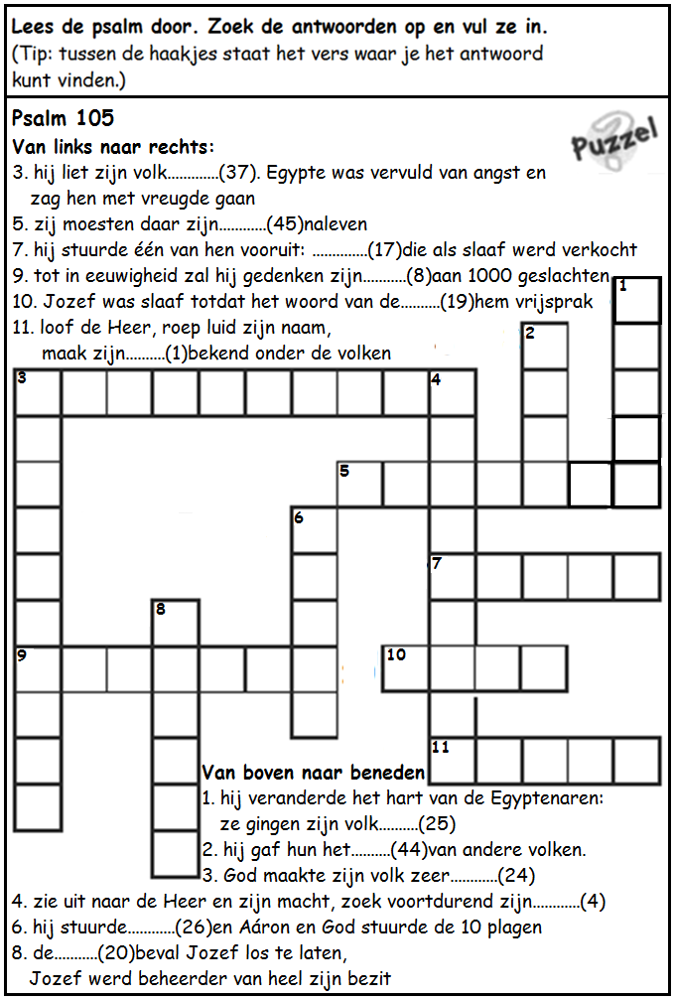 Lees de psalm door. Zoek de antwoorden op en vul ze in.
(Tip: tussen de haakjes staat het vers waar je het antwoord
kunt vinden.)
Psalm 105
Puzzel
?
Van links naar rechts:
3. hij liet zijn volk............(37). Egypte was vervuld van angst en
zag hen met vreugde gaan
5. zij moesten daar zijn............(45)naleven
7. hij stuurde één van hen vooruit: ..............(17)die als slaaf werd verkocht
9. tot in eeuwigheid zal hij gedenken zijn...........(8)aan 1000 geslachten
10. Jozef was slaaf totdat het woord van de..........(19)hem vrijsprak
11. loof de Heer, roep luid zijn naam,
maak zijn..........(1)bekend onder de volken
1
2
3
4
5
6
7
8
9
10
11
Van boven naar beneden
1. hij veranderde het hart van de Egyptenaren:
ze gingen zijn volk..........(25)
2. hij gaf hun het..........(44)van andere volken.
3. God maakte zijn volk zeer............(24)
4. zie uit naar de Heer en zijn macht, zoek voortdurend zijn............(4)
6. hij stuurde............(26)en Aáron en God stuurde de 10 plagen
8. de...........(20)beval Jozef los te laten,
Jozef werd beheerder van heel zijn bezit